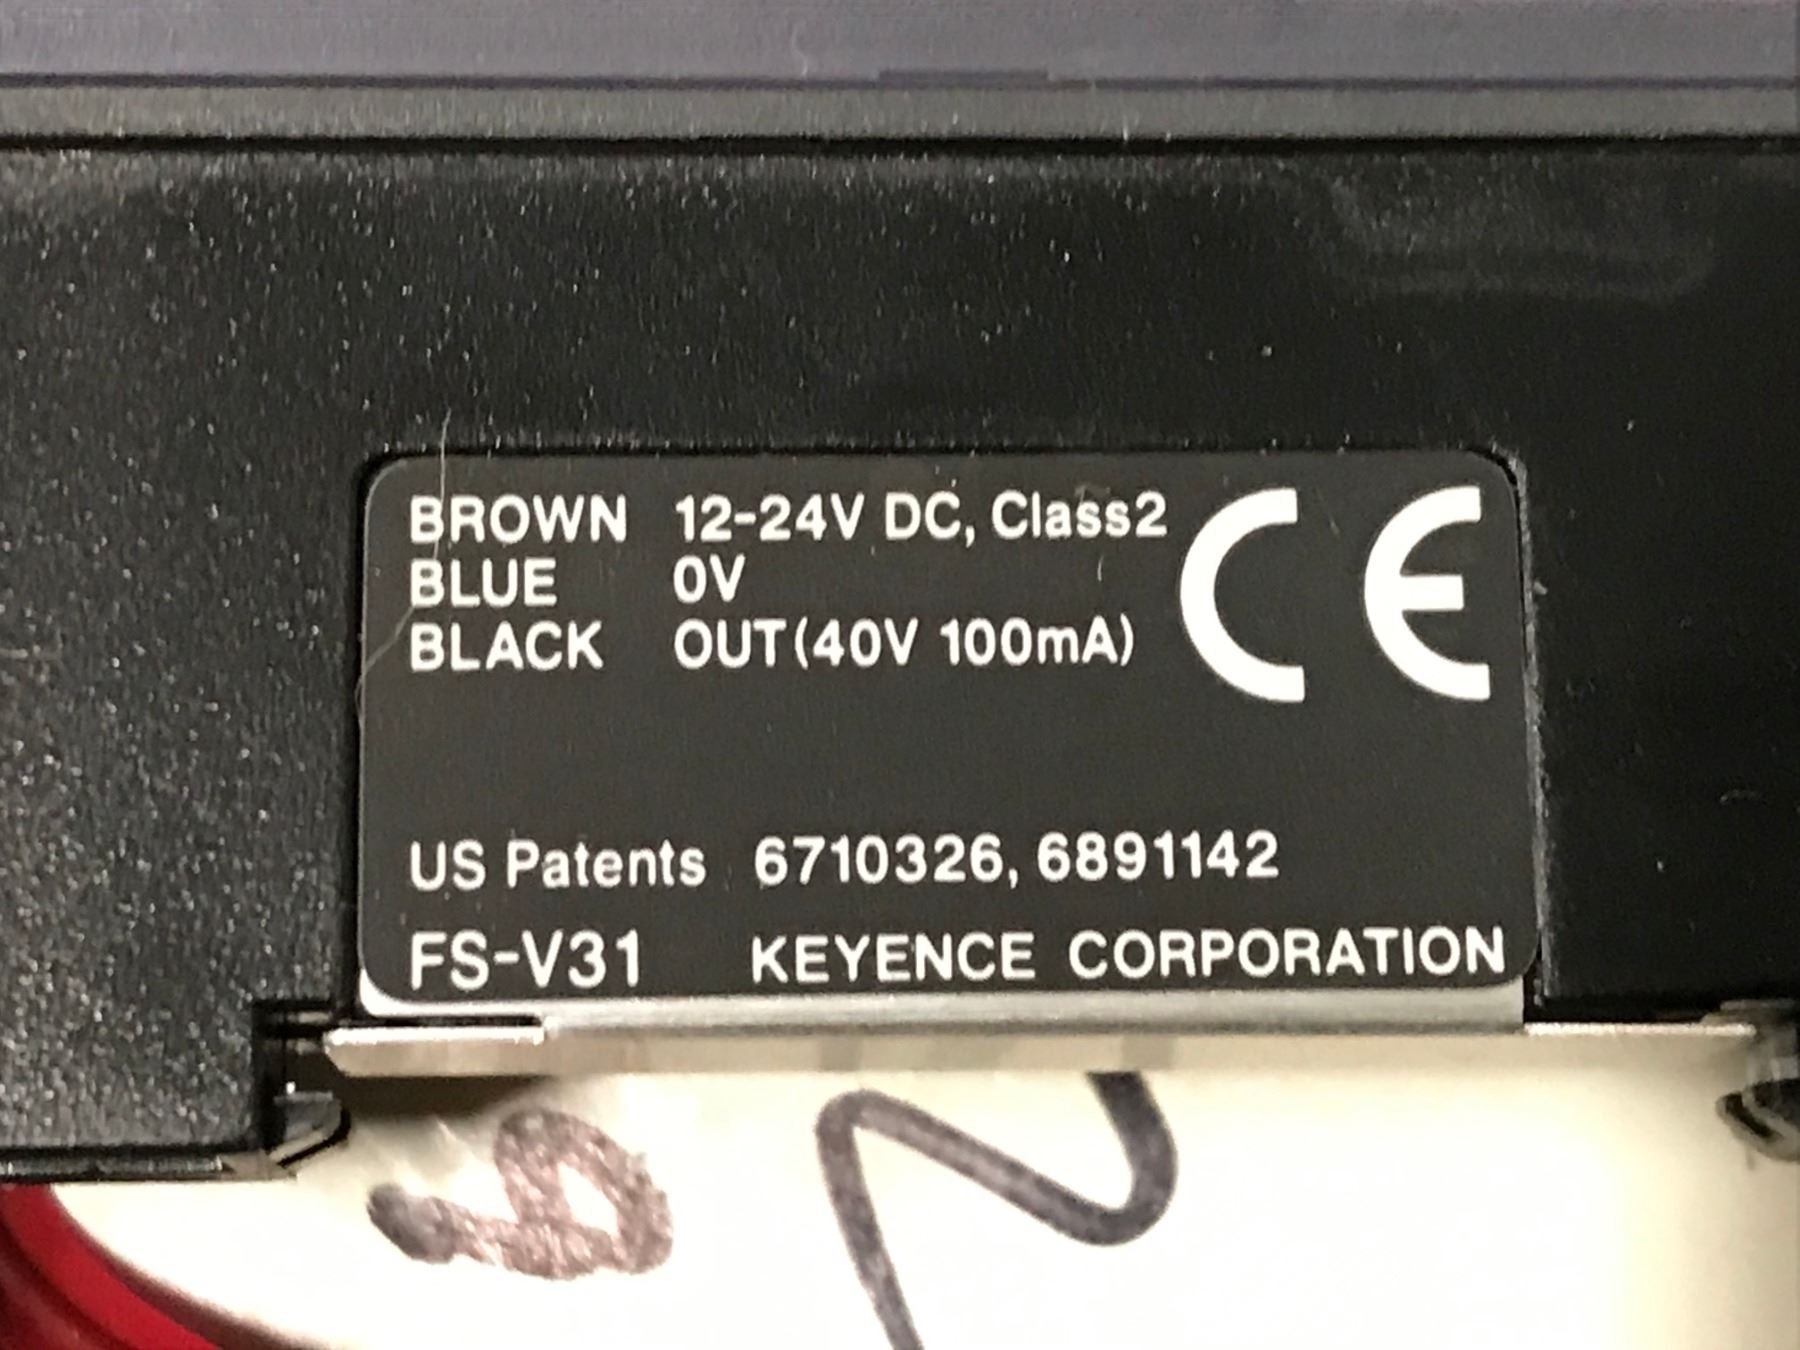 BROWN 12-24V DC, Class2
BLUE 0V
BLACK OUT(40V 100mA)
CE
US Patents 6710326, 6891142
FS-V31 KEYENCE CORPORATION